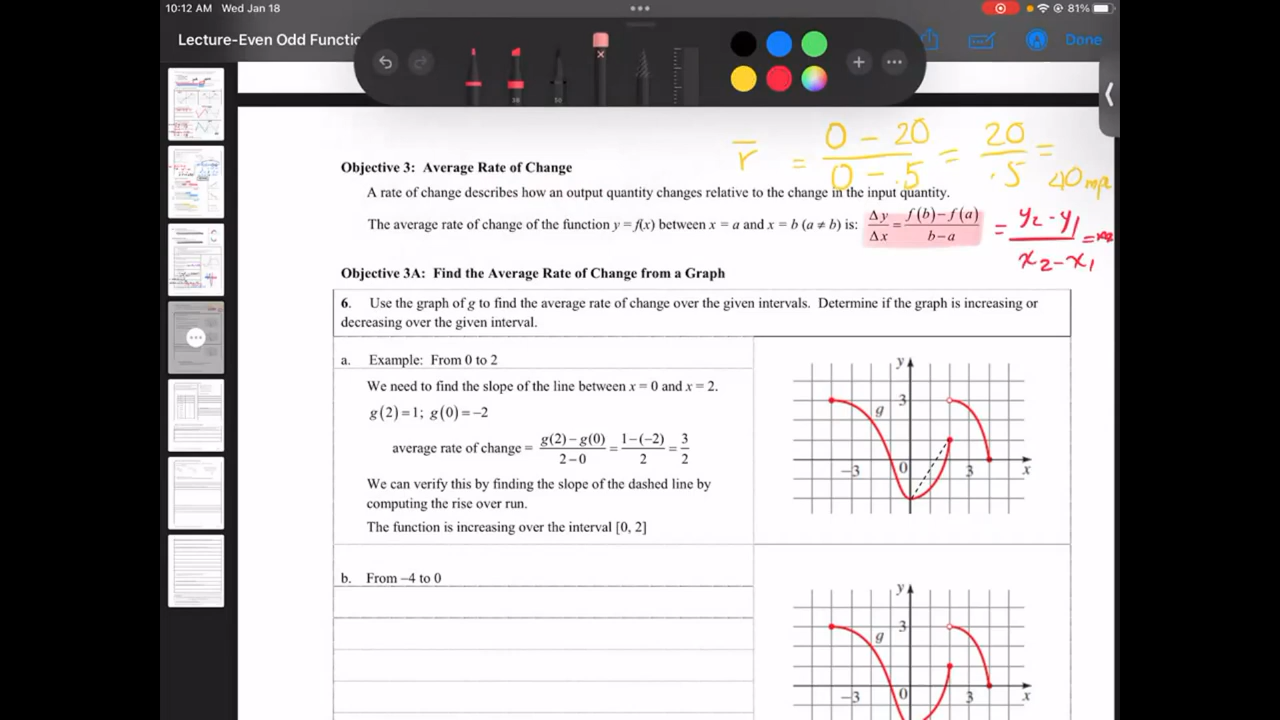 10:12 AM Wed Jan 18
81%
Lecture-Even Odd Functio
Done
r = 0 - 20 / 0 - .5 = 20 / .5 = 40 mph
Objective 3: Average Rate of Change
A rate of change describes how an output quantity changes relative to the change in the input quantity.
The average rate of change of the function y = f(x) between x = a and x = b (a ≠ b) is: Δy/Δx = f(b)−f(a) / b−a = y₂-y₁ / x₂-x₁ =
Objective 3A: Find the Average Rate of Change from a Graph
6. Use the graph of g to find the average rate of change over the given intervals. Determine if the graph is increasing or
decreasing over the given interval.
a. Example: From 0 to 2
We need to find the slope of the line between x = 0 and x = 2.
g(2) = 1; g(0) = −2
average rate of change = g(2)−g(0) / 2−0 = 1−(−2) / 2 = 3/2
We can verify this by finding the slope of the dashed line by
computing the rise over run.
The function is increasing over the interval [0, 2]
y
3
g
−3
0
3
x
b. From −4 to 0
y
3
g
−3
0
3
x